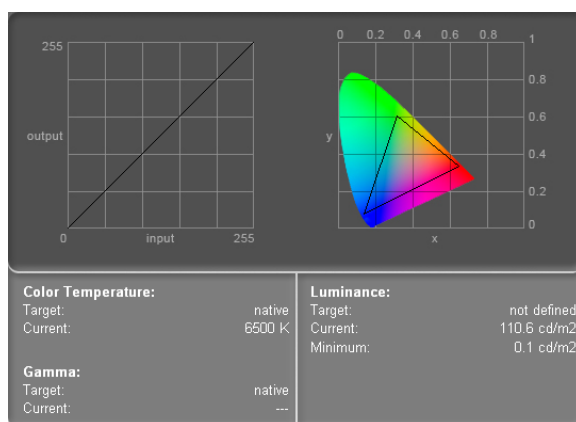 255
output
0
input
255
0 0.2 0.4 0.6 0.8 1
0.8
0.6
y
0.4
0.2
0
x
Color Temperature:
Target: native
Current: 6500 K
Gamma:
Target: native
Current: ---
Luminance:
Target: not defined
Current: 110.6 cd/m2
Minimum: 0.1 cd/m2